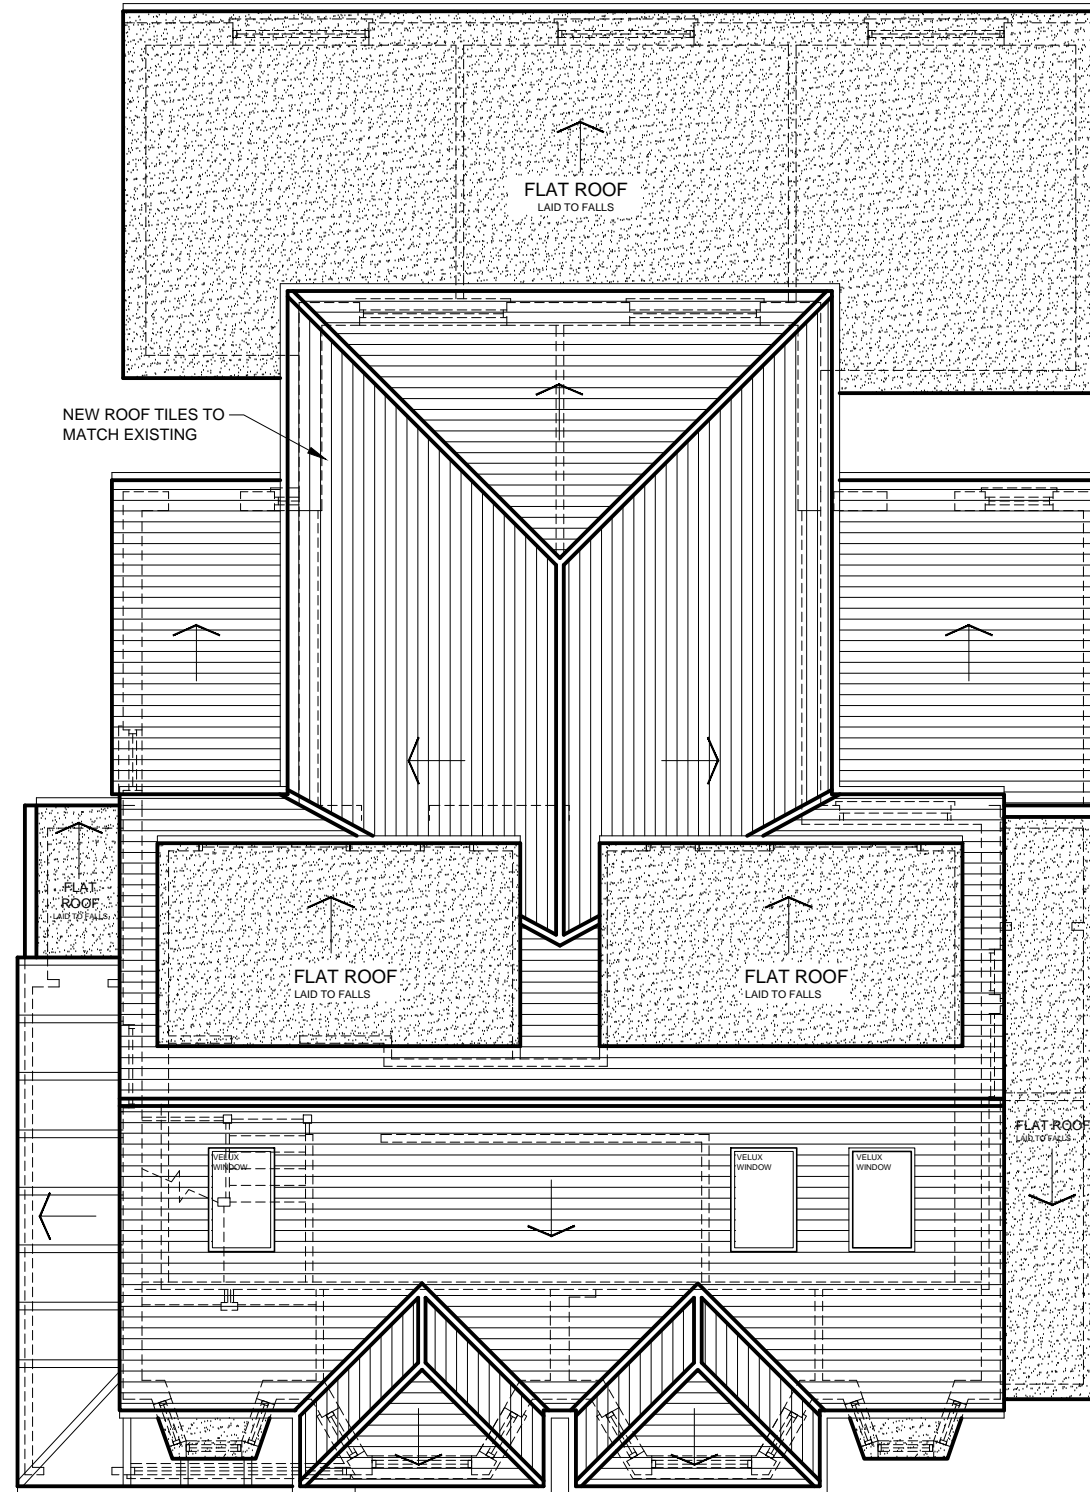 FLAT ROOF
LAID TO FALLS
NEW ROOF TILES TO
MATCH EXISTING
FLAT
ROOF
LAID TO FALLS
FLAT ROOF
LAID TO FALLS
FLAT ROOF
LAID TO FALLS
FLAT ROOF
LAID TO FALLS
VELUX
WINDOW
VELUX
WINDOW
VELUX
WINDOW